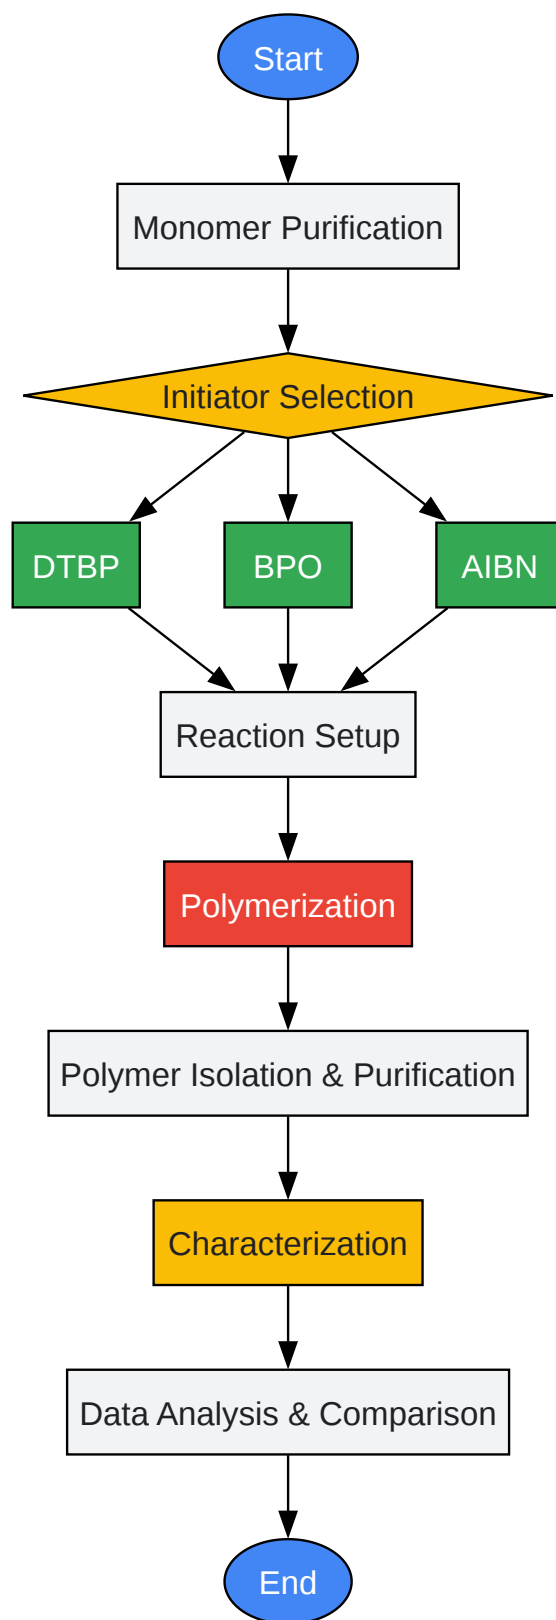 Start
Monomer Purification
Initiator Selection
DTBP
BPO
AIBN
Reaction Setup
Polymerization
Polymer Isolation & Purification
Characterization
Data Analysis & Comparison
End